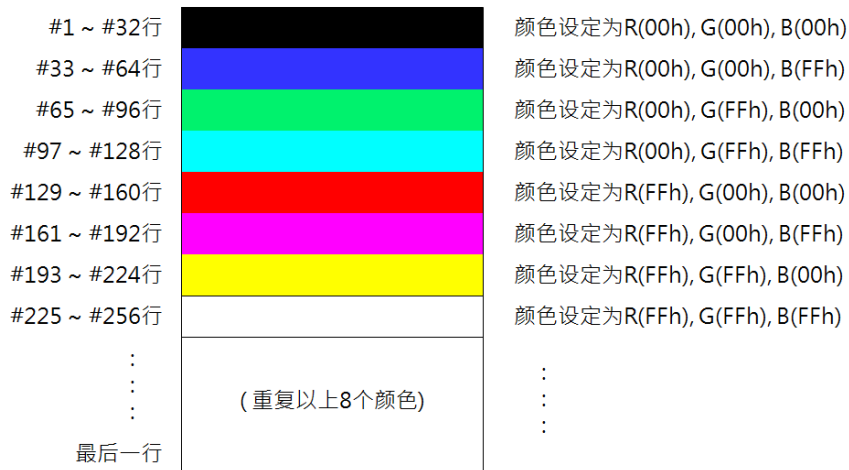 #1 ~ #32行 颜色设定为R(00h), G(00h), B(00h)
#33 ~ #64行 颜色设定为R(00h), G(00h), B(FFh)
#65 ~ #96行 颜色设定为R(00h), G(FFh), B(00h)
#97 ~ #128行 颜色设定为R(00h), G(FFh), B(FFh)
#129 ~ #160行 颜色设定为R(FFh), G(00h), B(00h)
#161 ~ #192行 颜色设定为R(FFh), G(00h), B(FFh)
#193 ~ #224行 颜色设定为R(FFh), G(FFh), B(00h)
#225 ~ #256行 颜色设定为R(FFh), G(FFh), B(FFh)
( 重复以上8个颜色)
最后一行